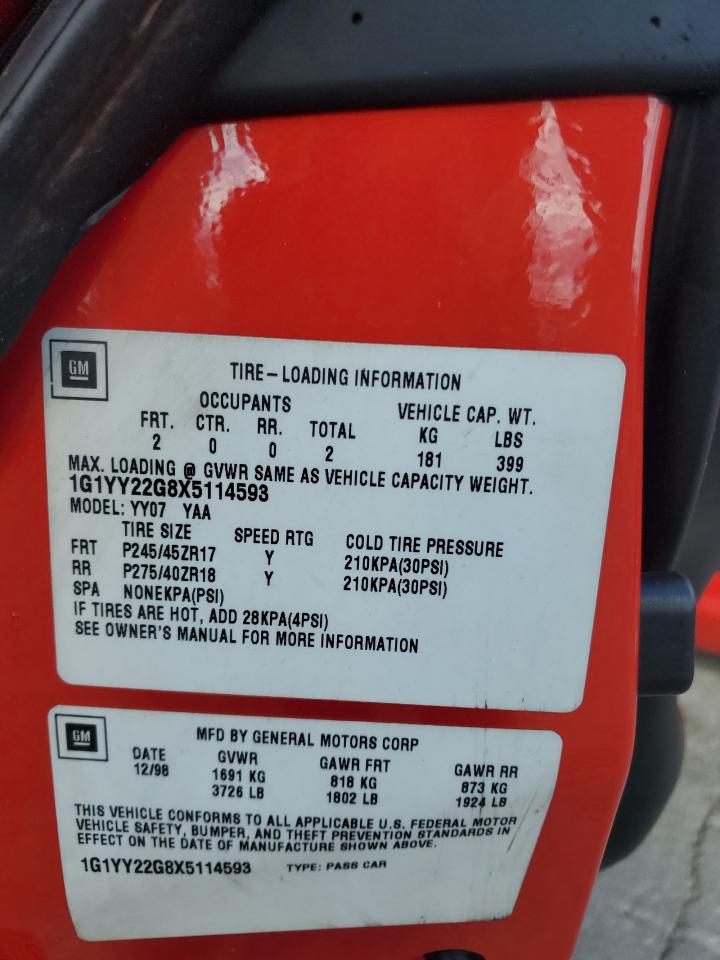 GM
TIRE-LOADING INFORMATION
OCCUPANTS VEHICLE CAP. WT.
FRT. CTR. RR. TOTAL KG LBS
2 0 0 2 181 399
MAX. LOADING @ GVWR SAME AS VEHICLE CAPACITY WEIGHT.
1G1YY22G8X5114593
MODEL: YY07 YAA
TIRE SIZE SPEED RTG COLD TIRE PRESSURE
FRT P245/45ZR17 Y 210KPA(30PSI)
RR P275/40ZR18 Y 210KPA(30PSI)
SPA NONEKPA(PSI)
IF TIRES ARE HOT, ADD 28KPA(4PSI)
SEE OWNER'S MANUAL FOR MORE INFORMATION
GM
MFD BY GENERAL MOTORS CORP
DATE GVWR GAWR FRT GAWR RR
12/98 1691 KG 818 KG 873 KG
3726 LB 1802 LB 1924 LB
THIS VEHICLE CONFORMS TO ALL APPLICABLE U.S. FEDERAL MOTOR
VEHICLE SAFETY, BUMPER, AND THEFT PREVENTION STANDARDS IN
EFFECT ON THE DATE OF MANUFACTURE SHOWN ABOVE.
1G1YY22G8X5114593 TYPE: PASS CAR